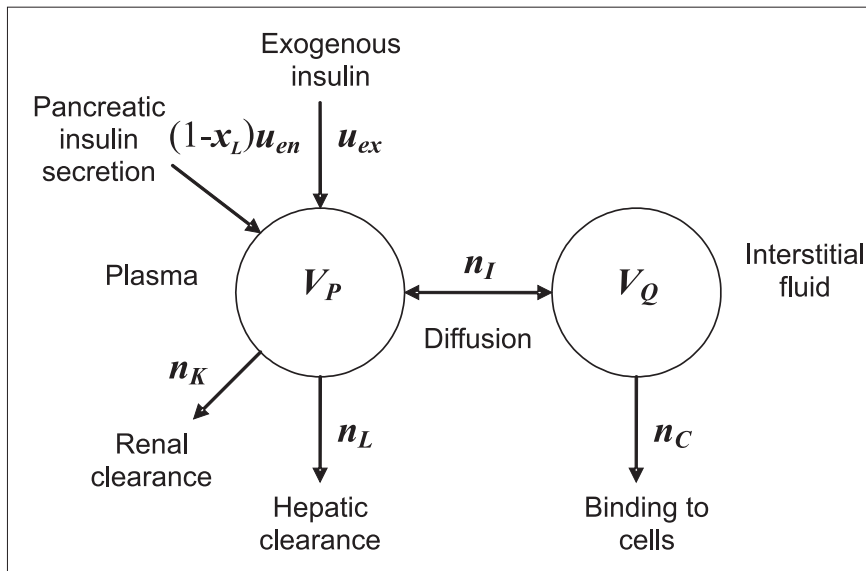 Exogenous
insulin
Pancreatic
insulin
secretion
(1-x_L)u_en
u_ex
Plasma
V_P
n_I
Diffusion
V_Q
Interstitial
fluid
n_K
Renal
clearance
n_L
Hepatic
clearance
n_C
Binding to
cells